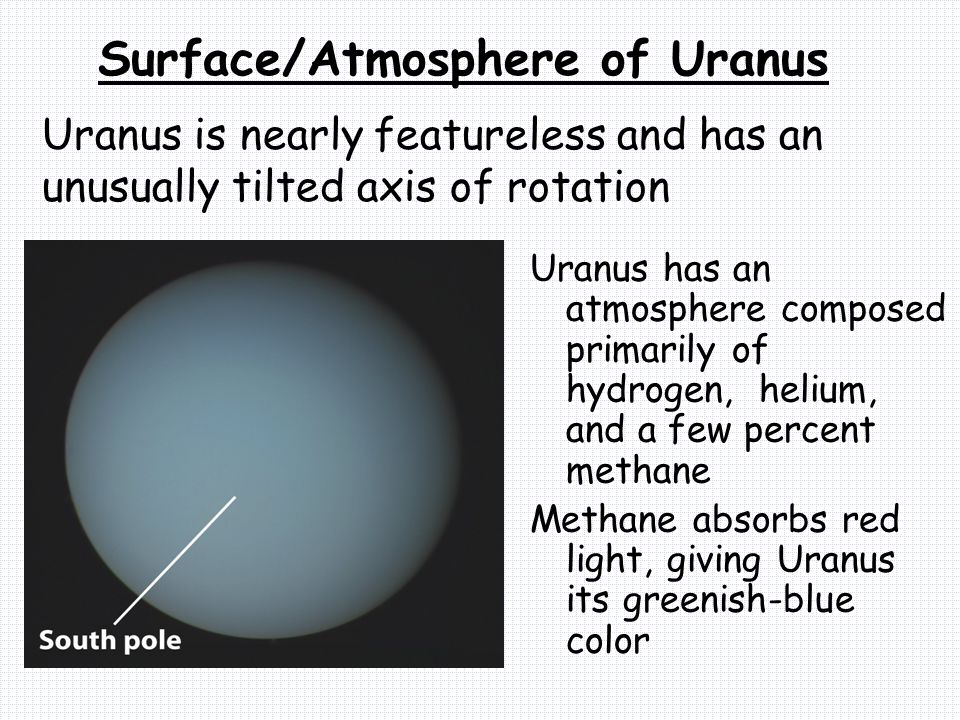 Surface/Atmosphere of Uranus
Uranus is nearly featureless and has an
unusually tilted axis of rotation
Uranus has an
atmosphere composed
primarily of
hydrogen, helium,
and a few percent
methane
Methane absorbs red
light, giving Uranus
its greenish-blue
color
South pole